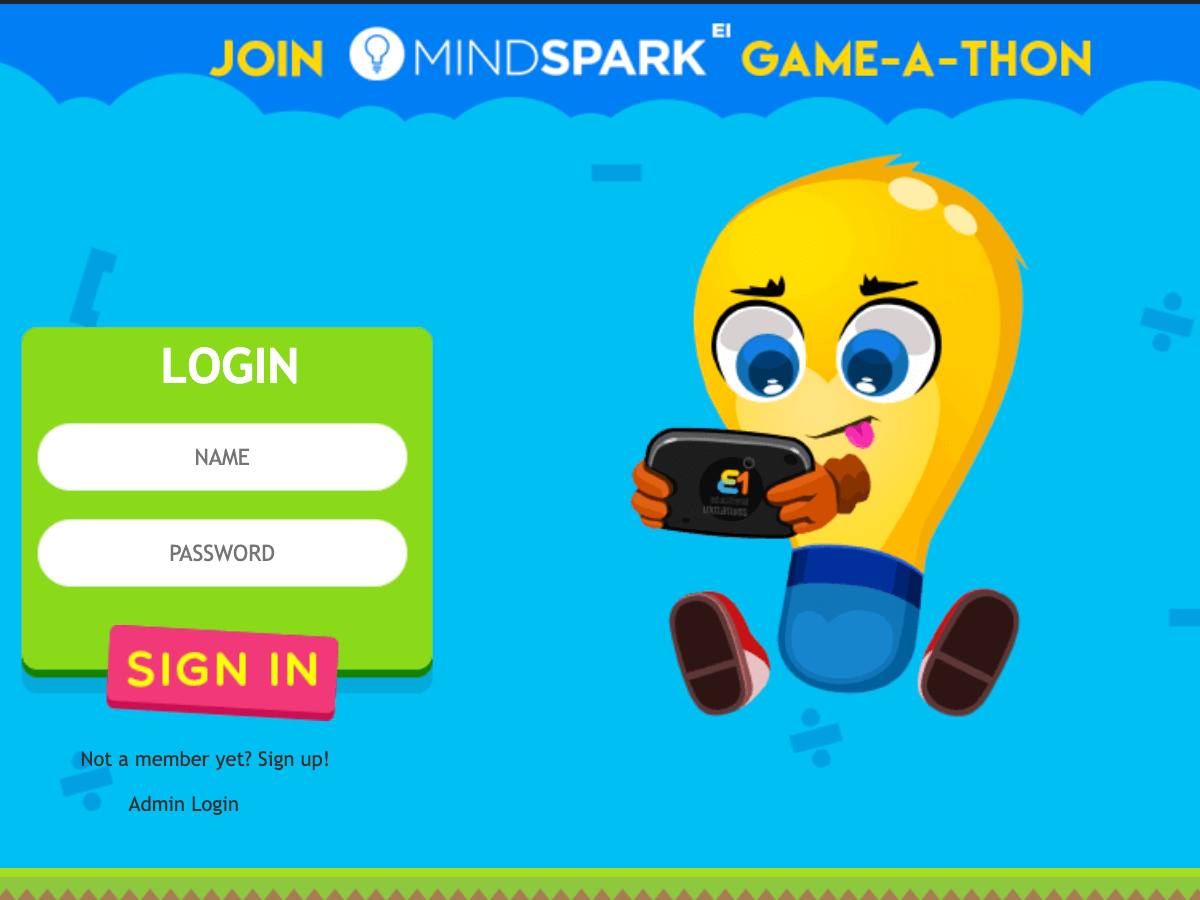 JOIN MINDSPARK EI GAME-A-THON
LOGIN
NAME
PASSWORD
SIGN IN
Not a member yet? Sign up!
Admin Login